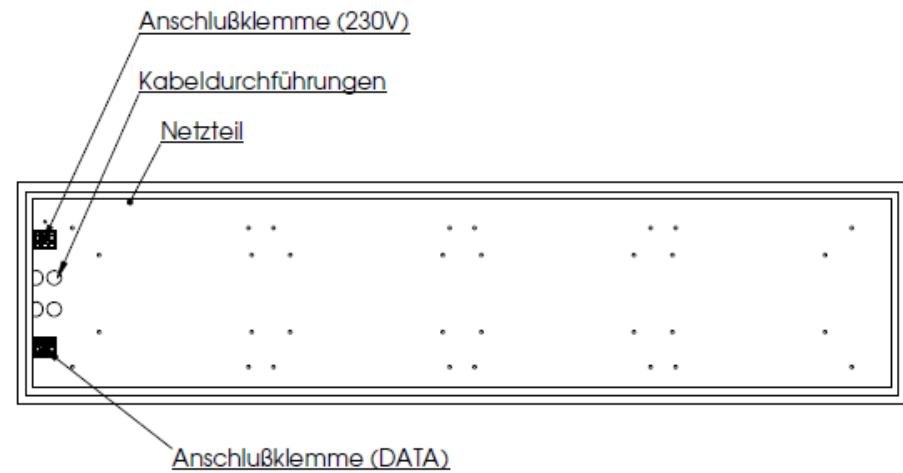 Anschlußklemme (230V)
Kabeldurchführungen
Netzteil
Anschlußklemme (DATA)